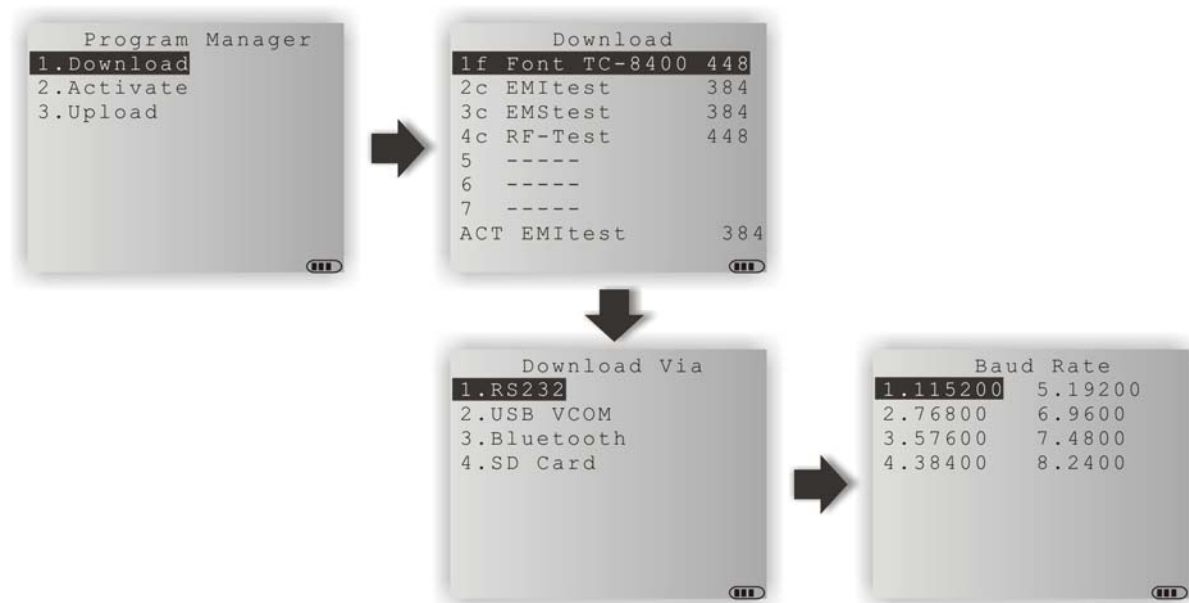 Program Manager
1.Download
2.Activate
3.Upload
Download
1f Font TC-8400 448
2c EMItest 384
3c EMStest 384
4c RF-Test 448
5 -----
6 -----
7 -----
ACT EMItest 384
Download Via
1.RS232
2.USB VCOM
3.Bluetooth
4.SD Card
Baud Rate
1.115200 5.19200
2.76800 6.9600
3.57600 7.4800
4.38400 8.2400